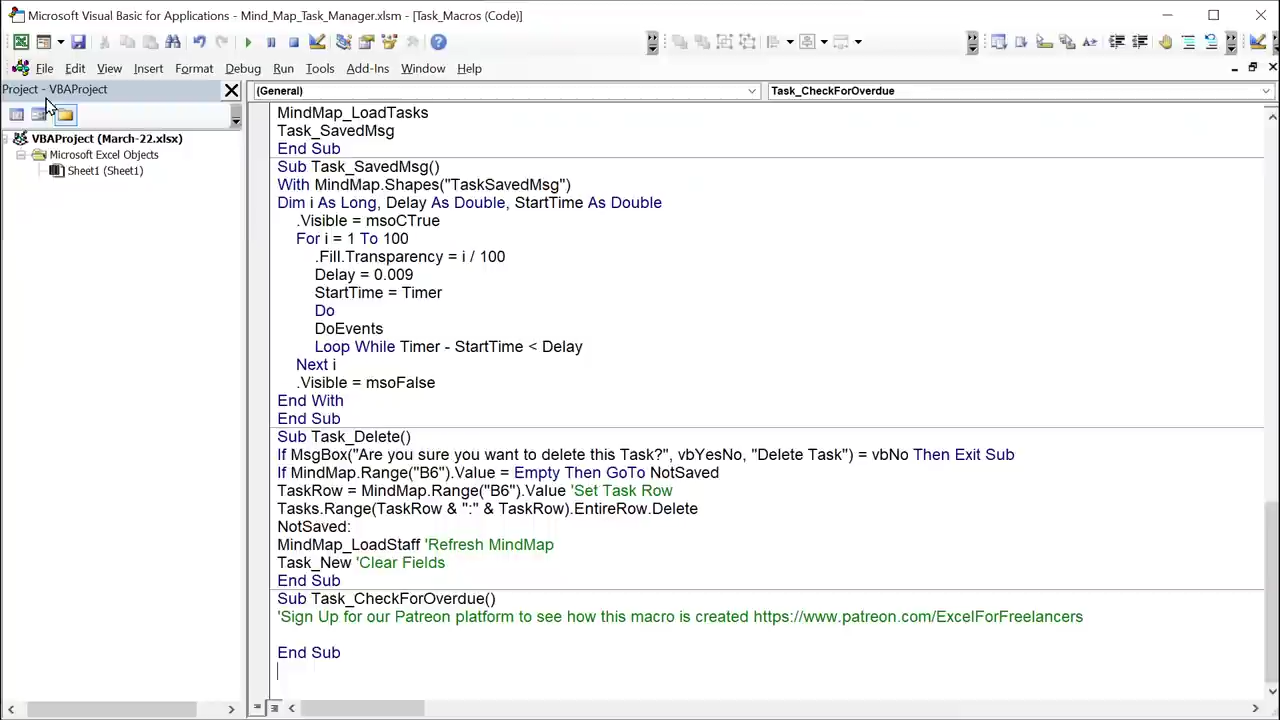 Microsoft Visual Basic for Applications - Mind_Map_Task_Manager.xlsm - [Task_Macros (Code)]
File Edit View Insert Format Debug Run Tools Add-Ins Window Help
Project - VBAProject
(General)
Task_CheckForOverdue
VBAProject (March-22.xlsx)
Microsoft Excel Objects
Sheet1 (Sheet1)
MindMap_LoadTasks
Task_SavedMsg
End Sub
Sub Task_SavedMsg()
With MindMap.Shapes("TaskSavedMsg")
Dim i As Long, Delay As Double, StartTime As Double
.Visible = msoCTrue
For i = 1 To 100
.Fill.Transparency = i / 100
Delay = 0.009
StartTime = Timer
Do
DoEvents
Loop While Timer - StartTime < Delay
Next i
.Visible = msoFalse
End With
End Sub
Sub Task_Delete()
If MsgBox("Are you sure you want to delete this Task?", vbYesNo, "Delete Task") = vbNo Then Exit Sub
If MindMap.Range("B6").Value = Empty Then GoTo NotSaved
TaskRow = MindMap.Range("B6").Value 'Set Task Row
Tasks.Range(TaskRow & ":" & TaskRow).EntireRow.Delete
NotSaved:
MindMap_LoadStaff 'Refresh MindMap
Task_New 'Clear Fields
End Sub
Sub Task_CheckForOverdue()
'Sign Up for our Patreon platform to see how this macro is created https://www.patreon.com/ExcelForFreelancers
End Sub